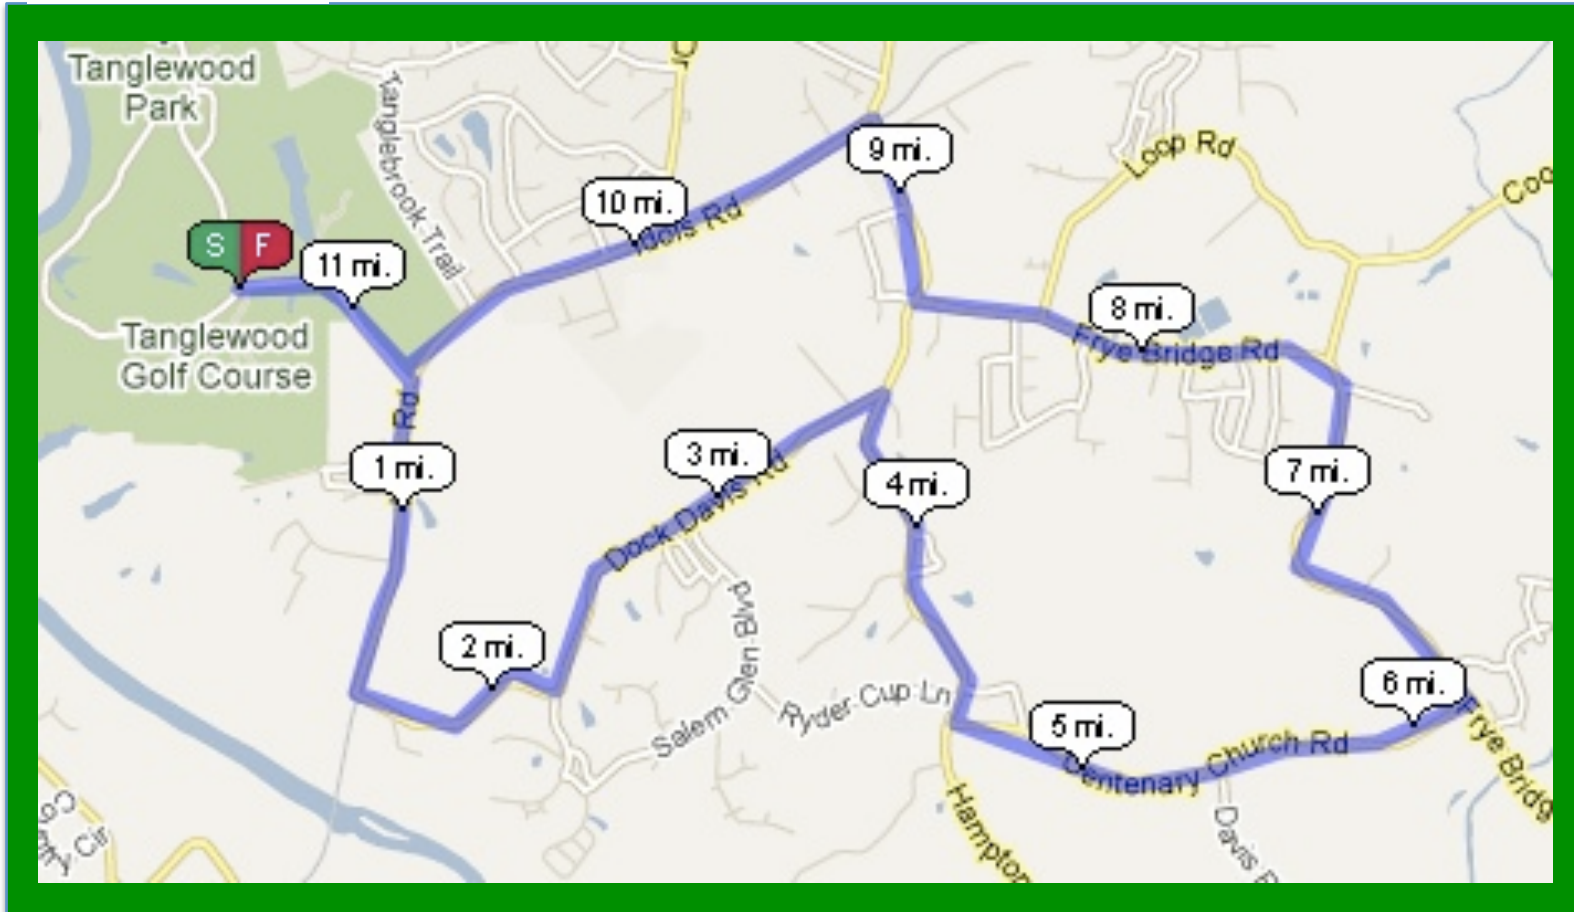 Tanglewood
Park
Tanglebrook Trail
Loop Rd
9 mi.
10 mi.
Idols Rd
S F
11 mi.
8 mi.
Frye Bridge Rd
Tanglewood
Golf Course
Rd
1 mi.
3 mi.
7 mi.
4 mi.
Dock Davis Rd
2 mi.
Salem Glen Blvd
Ryder Cup Ln
6 mi.
5 mi.
Centenary Church Rd
Frye Bridg
Hampton
Davis
Cir